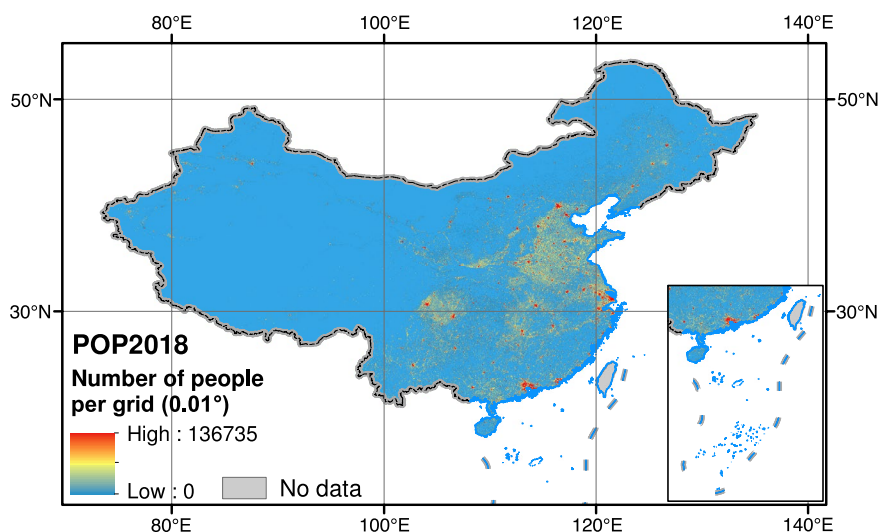 80°E 100°E 120°E 140°E
50°N 50°N
30°N 30°N
POP2018
Number of people
per grid (0.01°)
High : 136735
Low : 0
No data
80°E 100°E 120°E 140°E